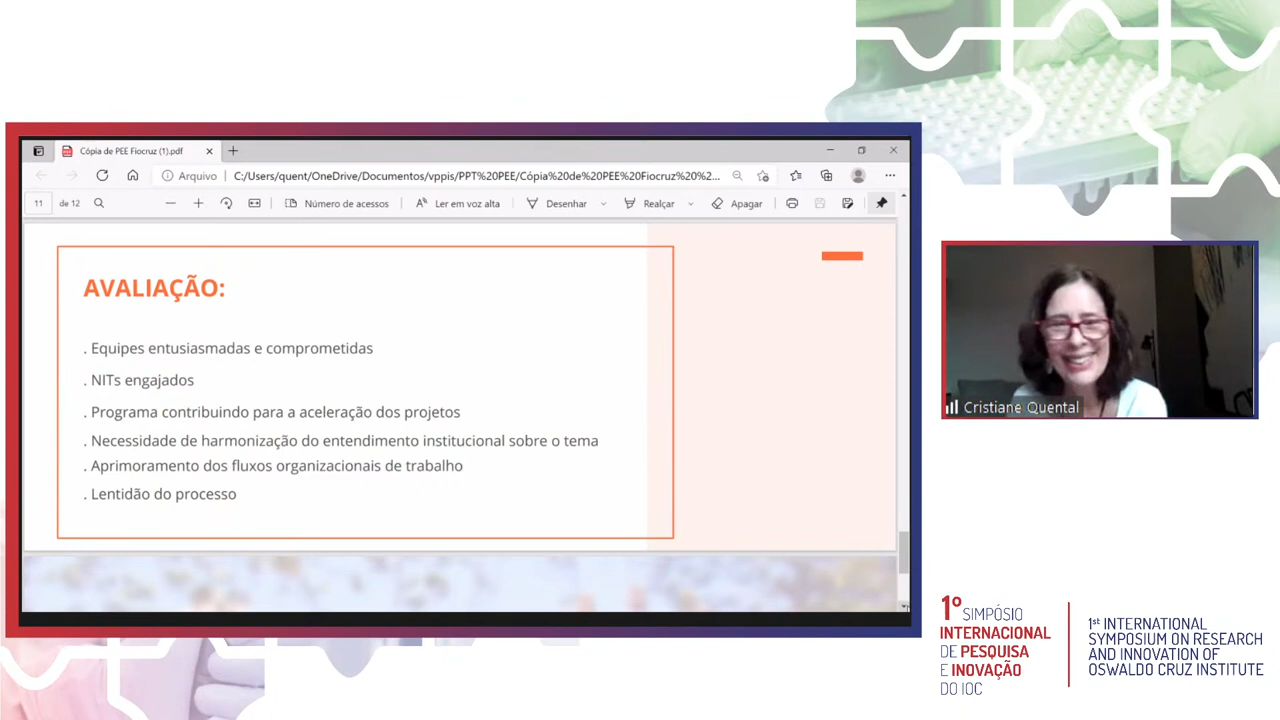 Cópia de PEE Fiocruz (1).pdf
Arquivo
C:/Users/quent/OneDrive/Documentos/vppis/PPT%20PEE/Cópia%20de%20PEE%20Fiocruz%20%2...
11 de 12
Número de acessos
Ler em voz alta
Desenhar
Realçar
Apagar
AVALIAÇÃO:
. Equipes entusiasmadas e comprometidas
. NITs engajados
. Programa contribuindo para a aceleração dos projetos
. Necessidade de harmonização do entendimento institucional sobre o tema
. Aprimoramento dos fluxos organizacionais de trabalho
. Lentidão do processo
Cristiane Quental
1º SIMPÓSIO
INTERNACIONAL
DE PESQUISA
E INOVAÇÃO
DO IOC
1st INTERNATIONAL
SYMPOSIUM ON RESEARCH
AND INNOVATION OF
OSWALDO CRUZ INSTITUTE